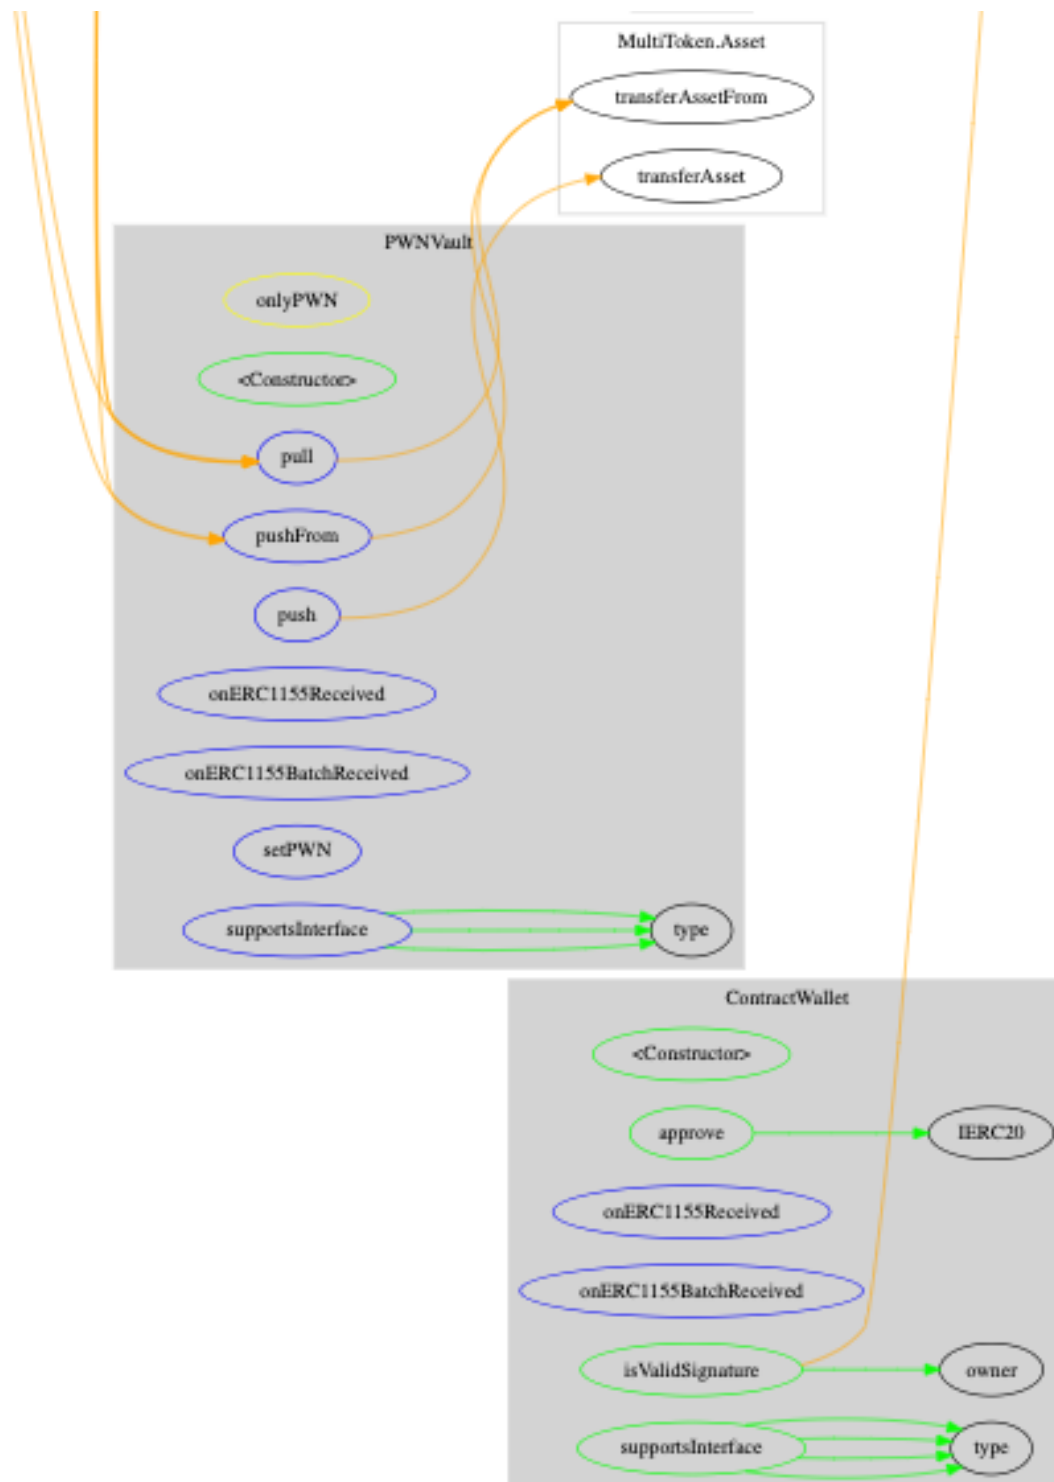 MultiToken.Asset
transferAssetFrom
transferAsset
PWNVault
onlyPWN
<Constructor>
pull
pushFrom
push
onERC1155Received
onERC1155BatchReceived
setPWN
supportsInterface
type
ContractWallet
<Constructor>
approve
IERC20
onERC1155Received
onERC1155BatchReceived
isValidSignature
owner
supportsInterface
type